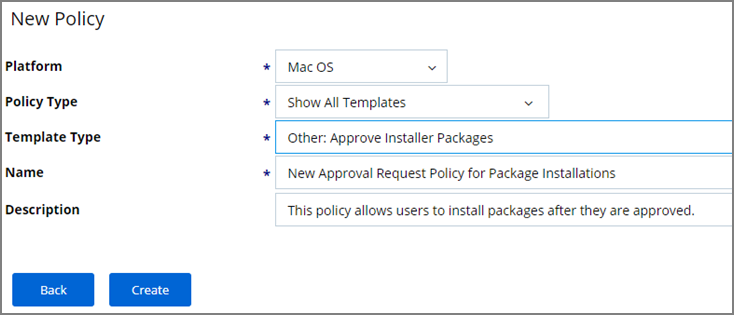 New Policy
Platform * Mac OS
Policy Type * Show All Templates
Template Type * Other: Approve Installer Packages
Name * New Approval Request Policy for Package Installations
Description This policy allows users to install packages after they are approved.
Back Create